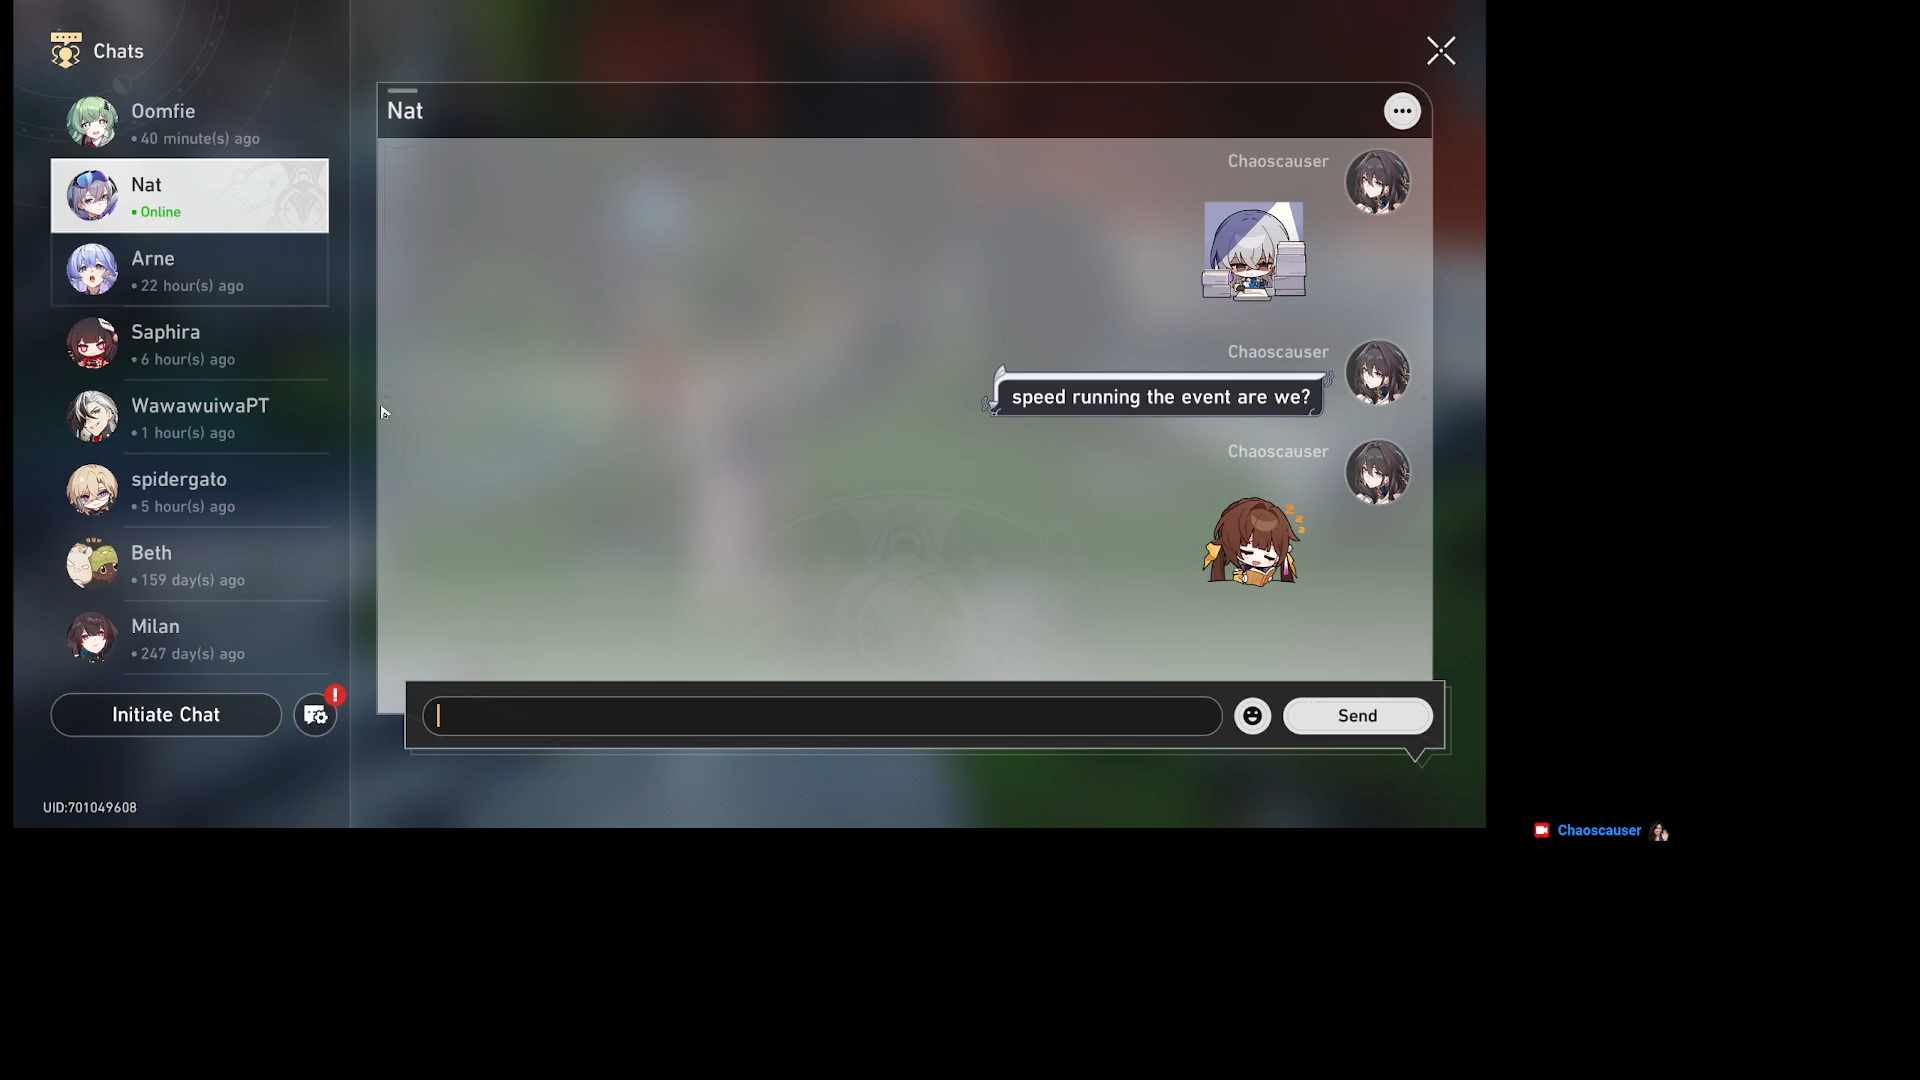 Chats
Oomfie
• 40 minute(s) ago
Nat
• Online
Arne
• 22 hour(s) ago
Saphira
• 6 hour(s) ago
WawawuiwaPT
• 1 hour(s) ago
spidergato
• 5 hour(s) ago
Beth
• 159 day(s) ago
Milan
• 247 day(s) ago
Initiate Chat
!
UID:701049608
Nat
Chaoscauser
Chaoscauser
speed running the event are we?
Chaoscauser
z z z
Send
Chaoscauser